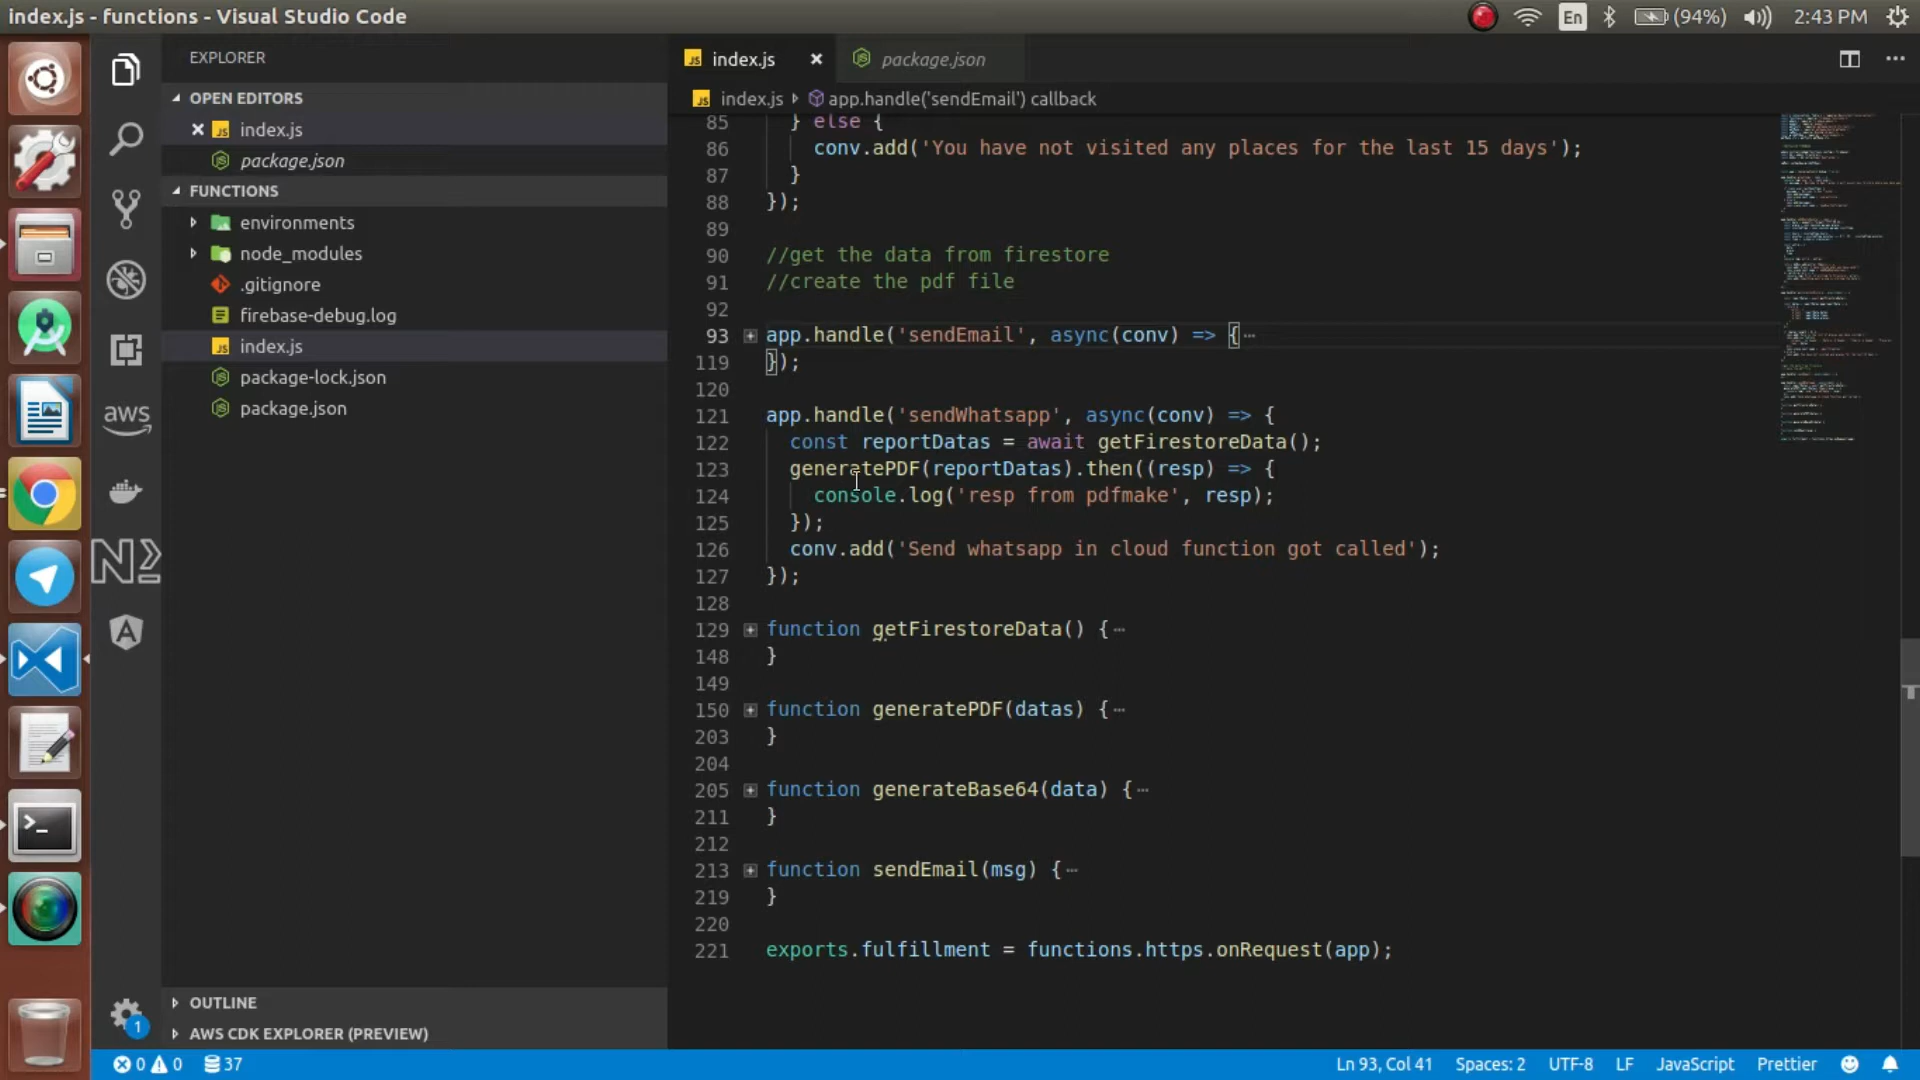 index.js - functions - Visual Studio Code
En
(94%)
2:43 PM
EXPLORER
OPEN EDITORS
index.js
package.json
FUNCTIONS
environments
node_modules
.gitignore
firebase-debug.log
index.js
package-lock.json
package.json
OUTLINE
AWS CDK EXPLORER (PREVIEW)
aws
1
index.js
package.json
index.js
app.handle('sendEmail') callback
85 } else {
86 conv.add('You have not visited any places for the last 15 days');
87 }
88 });
89
90 //get the data from firestore
91 //create the pdf file
92
93 app.handle('sendEmail', async(conv) => {
119 });
120
121 app.handle('sendWhatsapp', async(conv) => {
122 const reportDatas = await getFirestoreData();
123 generatePDF(reportDatas).then((resp) => {
124 console.log('resp from pdfmake', resp);
125 });
126 conv.add('Send whatsapp in cloud function got called');
127 });
128
129 function getFirestoreData() {
148 }
149
150 function generatePDF(datas) {
203 }
204
205 function generateBase64(data) {
211 }
212
213 function sendEmail(msg) {
219 }
220
221 exports.fulfillment = functions.https.onRequest(app);
0 0 37
Ln 93, Col 41
Spaces: 2
UTF-8
LF
JavaScript
Prettier